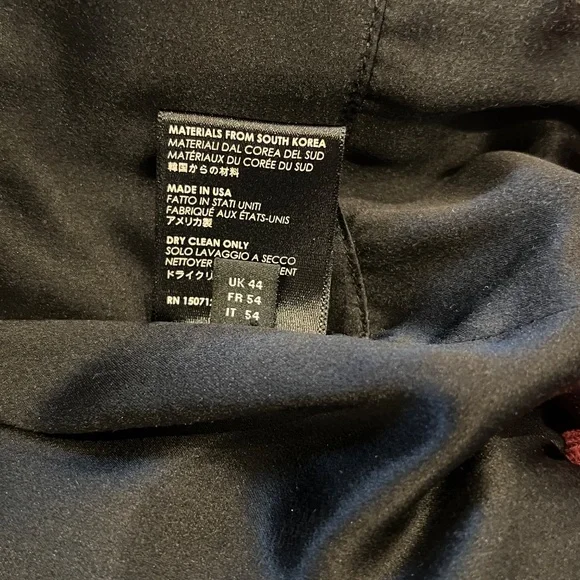 MATERIALS FROM SOUTH KOREA
MATERIALI DAL COREA DEL SUD
MATÉRIAUX DU CORÉE DU SUD
韓国からの材料
MADE IN USA
FATTO IN STATI UNITI
FABRIQUÉ AUX ÉTATS-UNIS
アメリカ製
DRY CLEAN ONLY
SOLO LAVAGGIO A SECCO
NETTOYER
ドライクリ
RN
UK 44
FR 54
IT 54